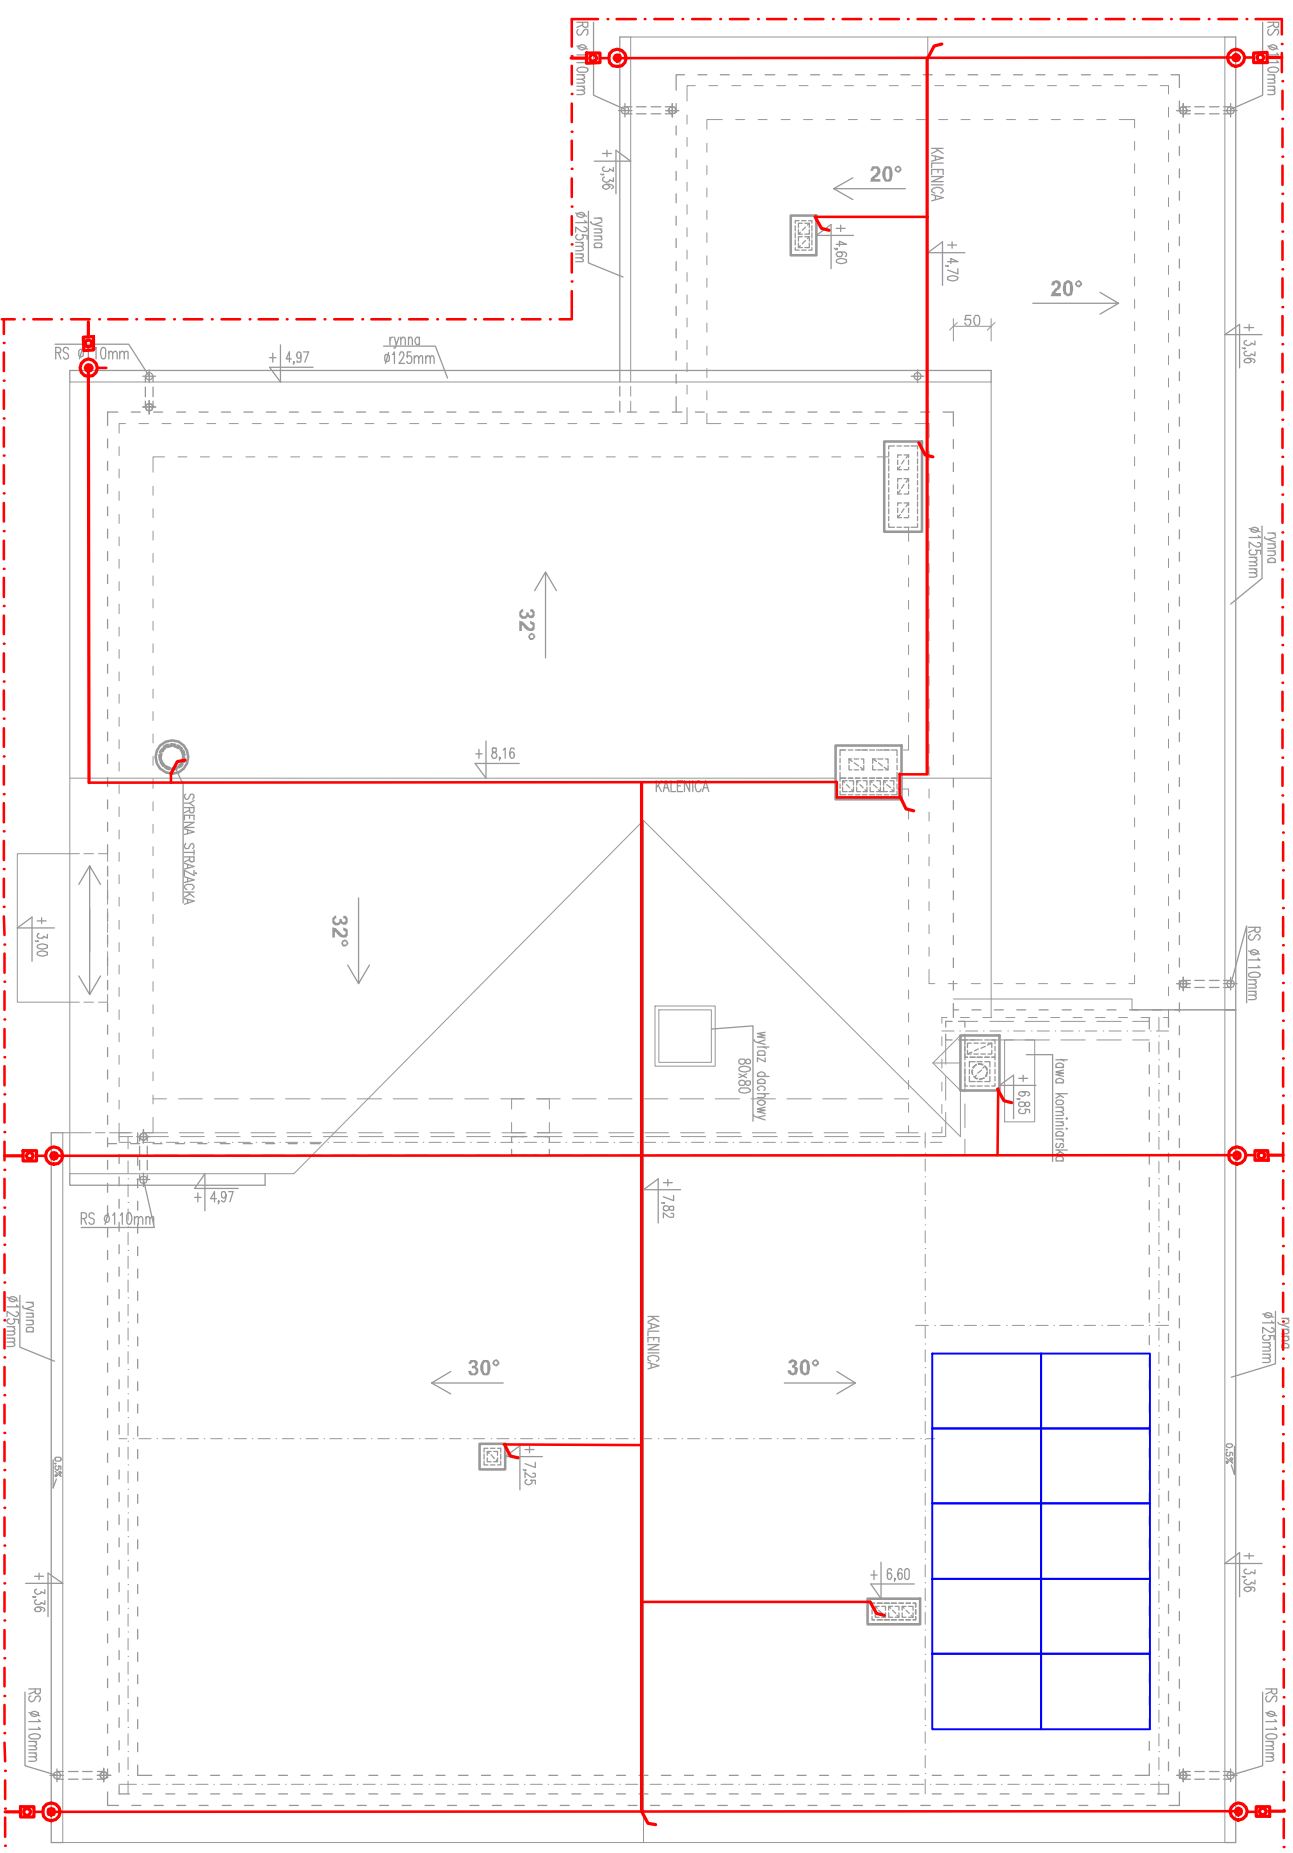 RS ø110mm
RS ø110mm
+ 3,36
rynna
ø125mm
20°
KALENICA
+ 4,60
+ 4,70
20°
50
+ 3,36
RS ø110mm
+ 4,97
rynna
ø125mm
rynna
ø125mm
32°
+ 8,16
KALENICA
SYRENA STRAŻACKA
32°
+ 3,00
RS ø110mm
wyłaz dachowy
80x80
+ 6,85
ława kominiarska
+ 4,97
RS ø110mm
+ 7,82
rynna
ø125mm
KALENICA
rynna
ø125mm
30°
30°
+ 7,25
0,5%
0,5%
+ 6,60
+ 3,36
+ 3,36
RS ø110mm
RS ø110mm